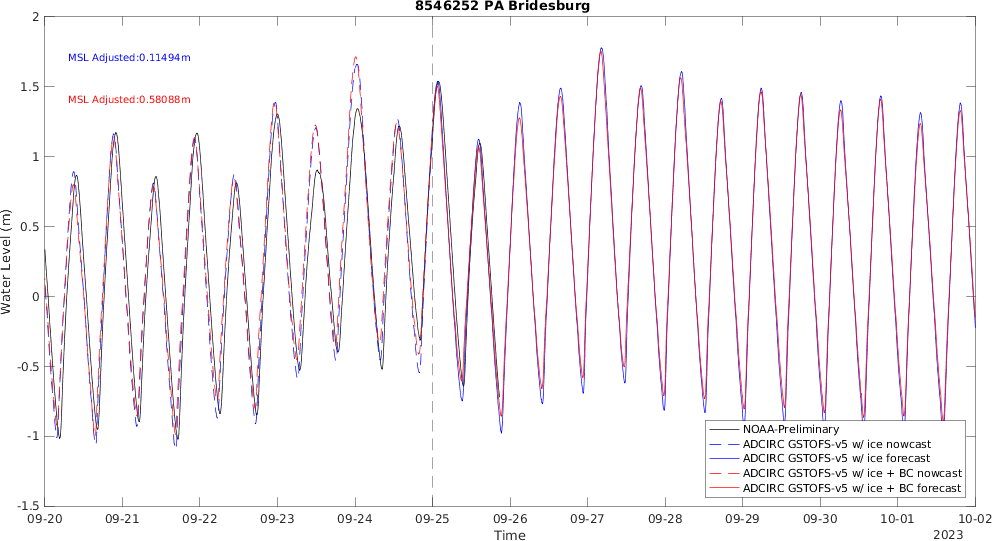 8546252 PA Bridesburg
MSL Adjusted:0.11494m
MSL Adjusted:0.58088m
Water Level (m)
2
1.5
1
0.5
0
-0.5
-1
-1.5
NOAA-Preliminary
ADCIRC GSTOFS-v5 w/ ice nowcast
ADCIRC GSTOFS-v5 w/ ice forecast
ADCIRC GSTOFS-v5 w/ ice + BC nowcast
ADCIRC GSTOFS-v5 w/ ice + BC forecast
09-20 09-21 09-22 09-23 09-24 09-25 09-26 09-27 09-28 09-29 09-30 10-01 10-02
Time
2023